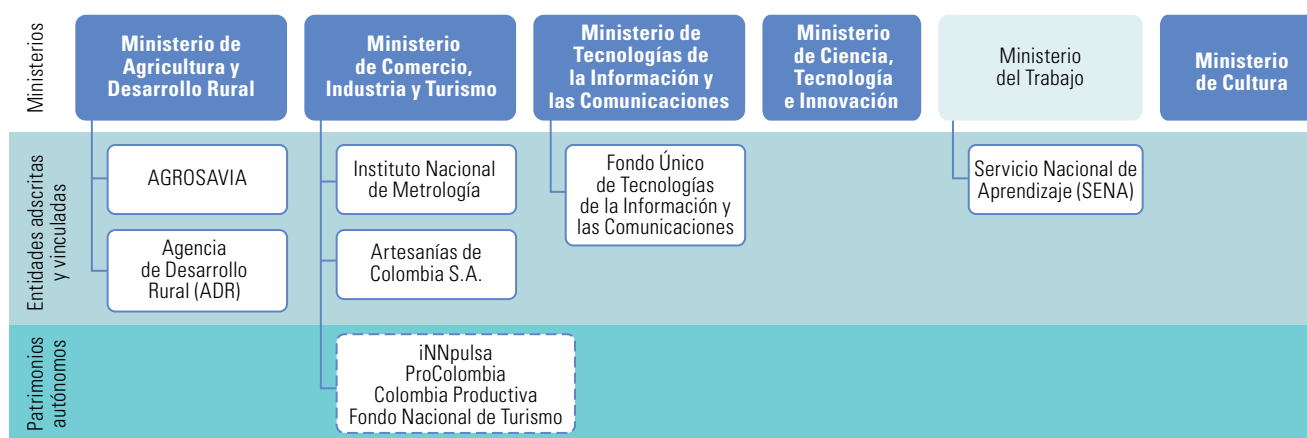 Ministerios
Ministerio de
Agricultura y
Desarrollo Rural
Ministerio
de Comercio,
Industria y Turismo
Ministerio de
Tecnologías de
la Información y
las Comunicaciones
Ministerio
de Ciencia,
Tecnología
e Innovación
Ministerio
del Trabajo
Ministerio
de Cultura
Entidades adscritas
y vinculadas
AGROSAVIA
Agencia
de Desarrollo
Rural (ADR)
Instituto Nacional
de Metrología
Artesanías de
Colombia S.A.
Fondo Único
de Tecnologías
de la Información y
las Comunicaciones
Servicio Nacional de
Aprendizaje (SENA)
Patrimonios
autónomos
iNNpulsa
ProColombia
Colombia Productiva
Fondo Nacional de Turismo